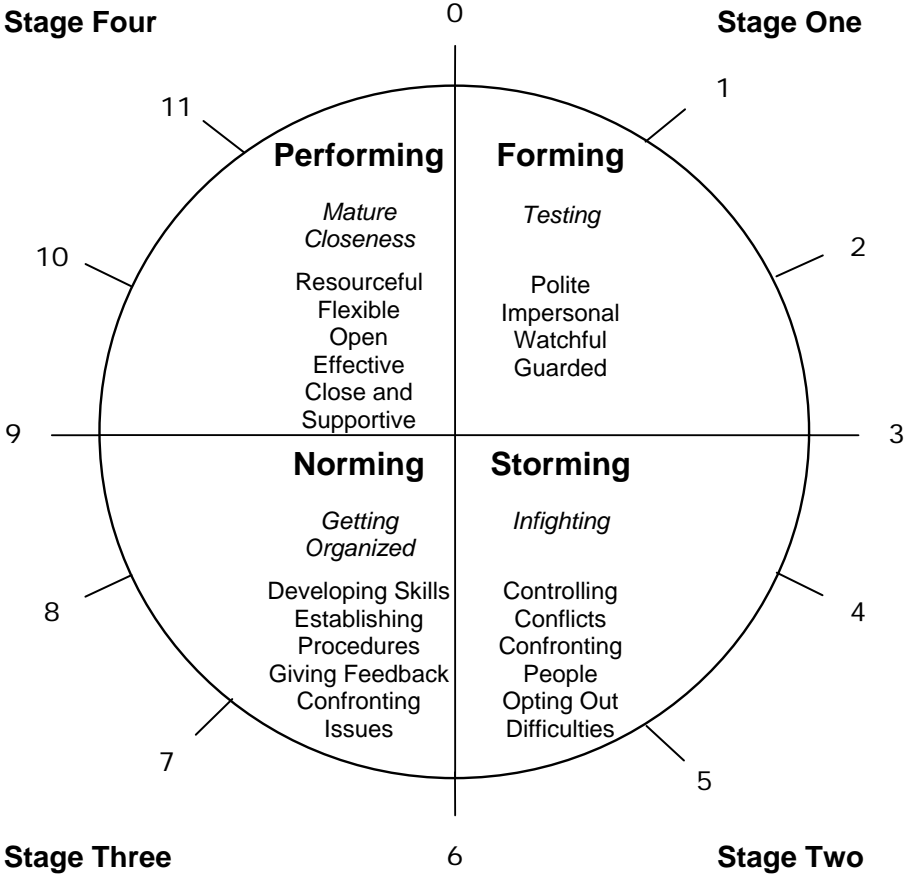 Stage Four
0
Stage One
11
1
Performing
Forming
Mature
Closeness
Testing
10
2
Resourceful
Flexible
Open
Effective
Close and
Supportive
Polite
Impersonal
Watchful
Guarded
9
3
Norming
Storming
Getting
Organized
Infighting
8
4
Developing Skills
Establishing
Procedures
Giving Feedback
Confronting
Issues
Controlling
Conflicts
Confronting
People
Opting Out
Difficulties
7
5
Stage Three
6
Stage Two